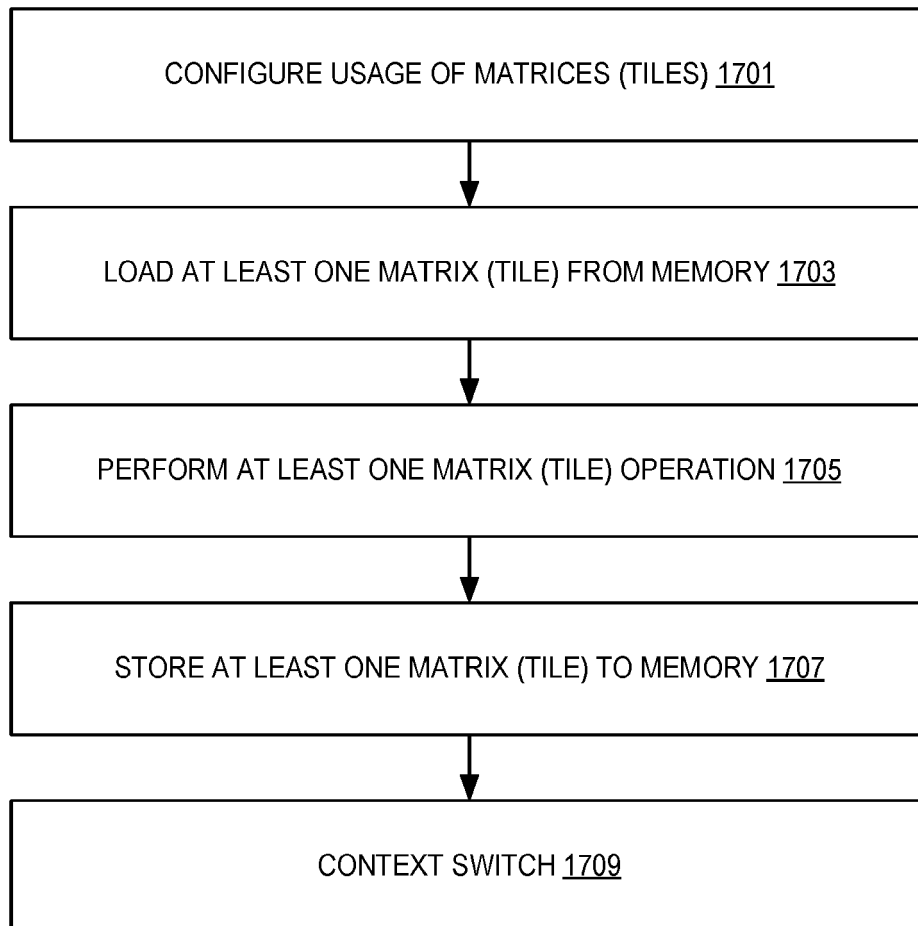 CONFIGURE USAGE OF MATRICES (TILES) 1701
LOAD AT LEAST ONE MATRIX (TILE) FROM MEMORY 1703
PERFORM AT LEAST ONE MATRIX (TILE) OPERATION 1705
STORE AT LEAST ONE MATRIX (TILE) TO MEMORY 1707
CONTEXT SWITCH 1709